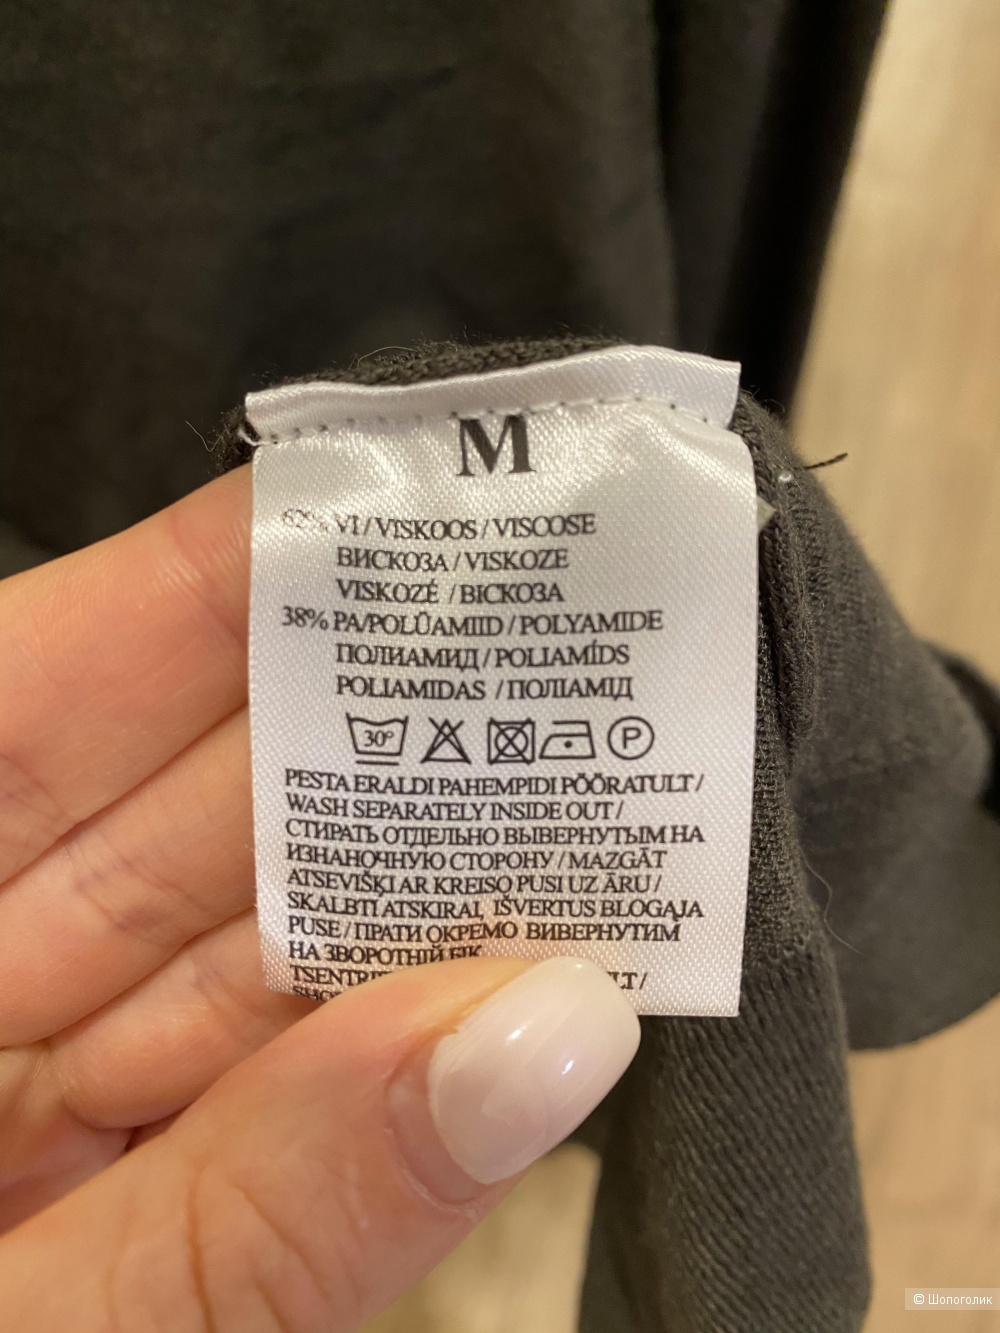 M
62% VI / VISKOOS / VISCOOSE
ВИСКОЗА / VISKOZE
VISKOZÉ / ВІСКОЗА
38% PA/POLÜAMIID / POLYAMIDE
ПОЛИАМИД / POLIAMĪDS
POLIAMIDAS / ПОЛІАМІД
30° P
PESTA ERALDI PAHEMPIDI PÖÖRATULT /
WASH SEPARATELY INSIDE OUT /
СТИРАТЬ ОТДЕЛЬНО ВЫВЕРНУТЫМ НА
ИЗНАНОЧНУЮ СТОРОНУ / MAZGĀT
ATSEVIŠĶI AR KREISO PUSI UZ ĀRU /
SKALBTI ATSKIRAI, IŠVERTUS BLOGĄJA
PUSE / ПРАТИ ОКРЕМО ВИВЕРНУТИМ
НА ЗВОРОТНІЙ БІК
© Шопоголик